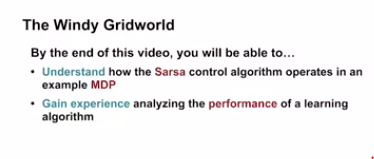 The Windy Gridworld
By the end of this video, you will be able to...
• Understand how the Sarsa control algorithm operates in an
example MDP
• Gain experience analyzing the performance of a learning
algorithm